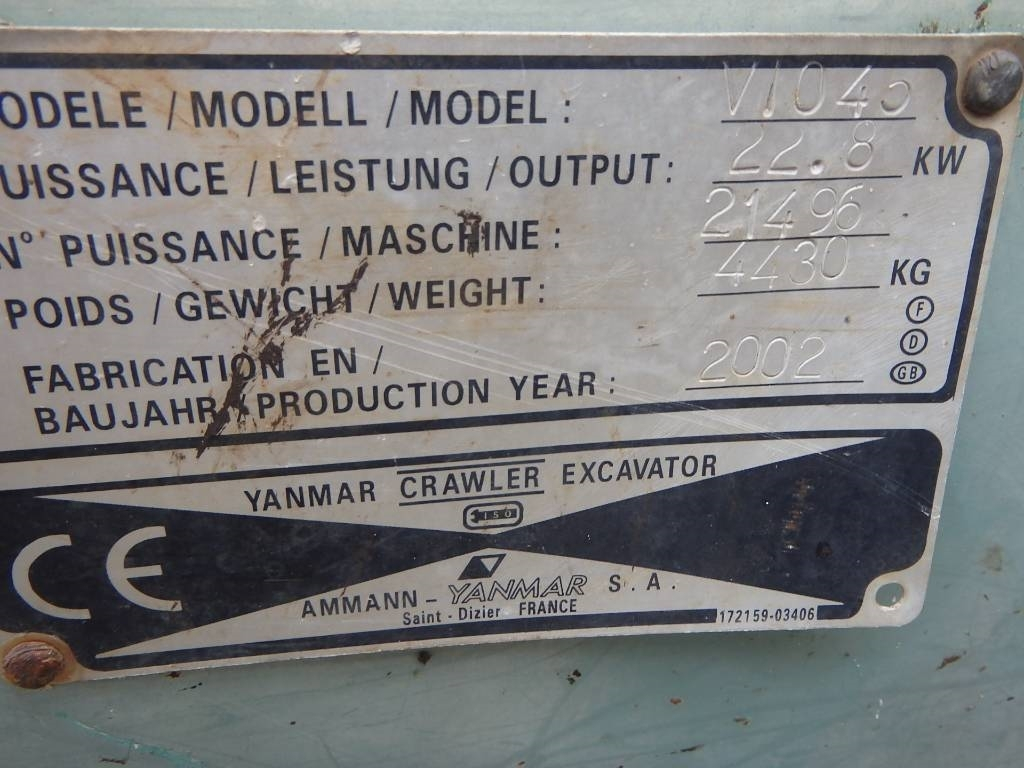 ODELE / MODELL / MODEL : VIO45
UISSANCE / LEISTUNG / OUTPUT : 22.8 KW
N° PUISSANCE / MASCHINE : 21496
POIDS / GEWICHT / WEIGHT : 4430 KG
F
D
GB
FABRICATION EN /
BAUJAHR / PRODUCTION YEAR : 2002
YANMAR CRAWLER EXCAVATOR
ISO
CE
AMMANN - YANMAR S.A.
Saint - Dizier FRANCE
172159-03406